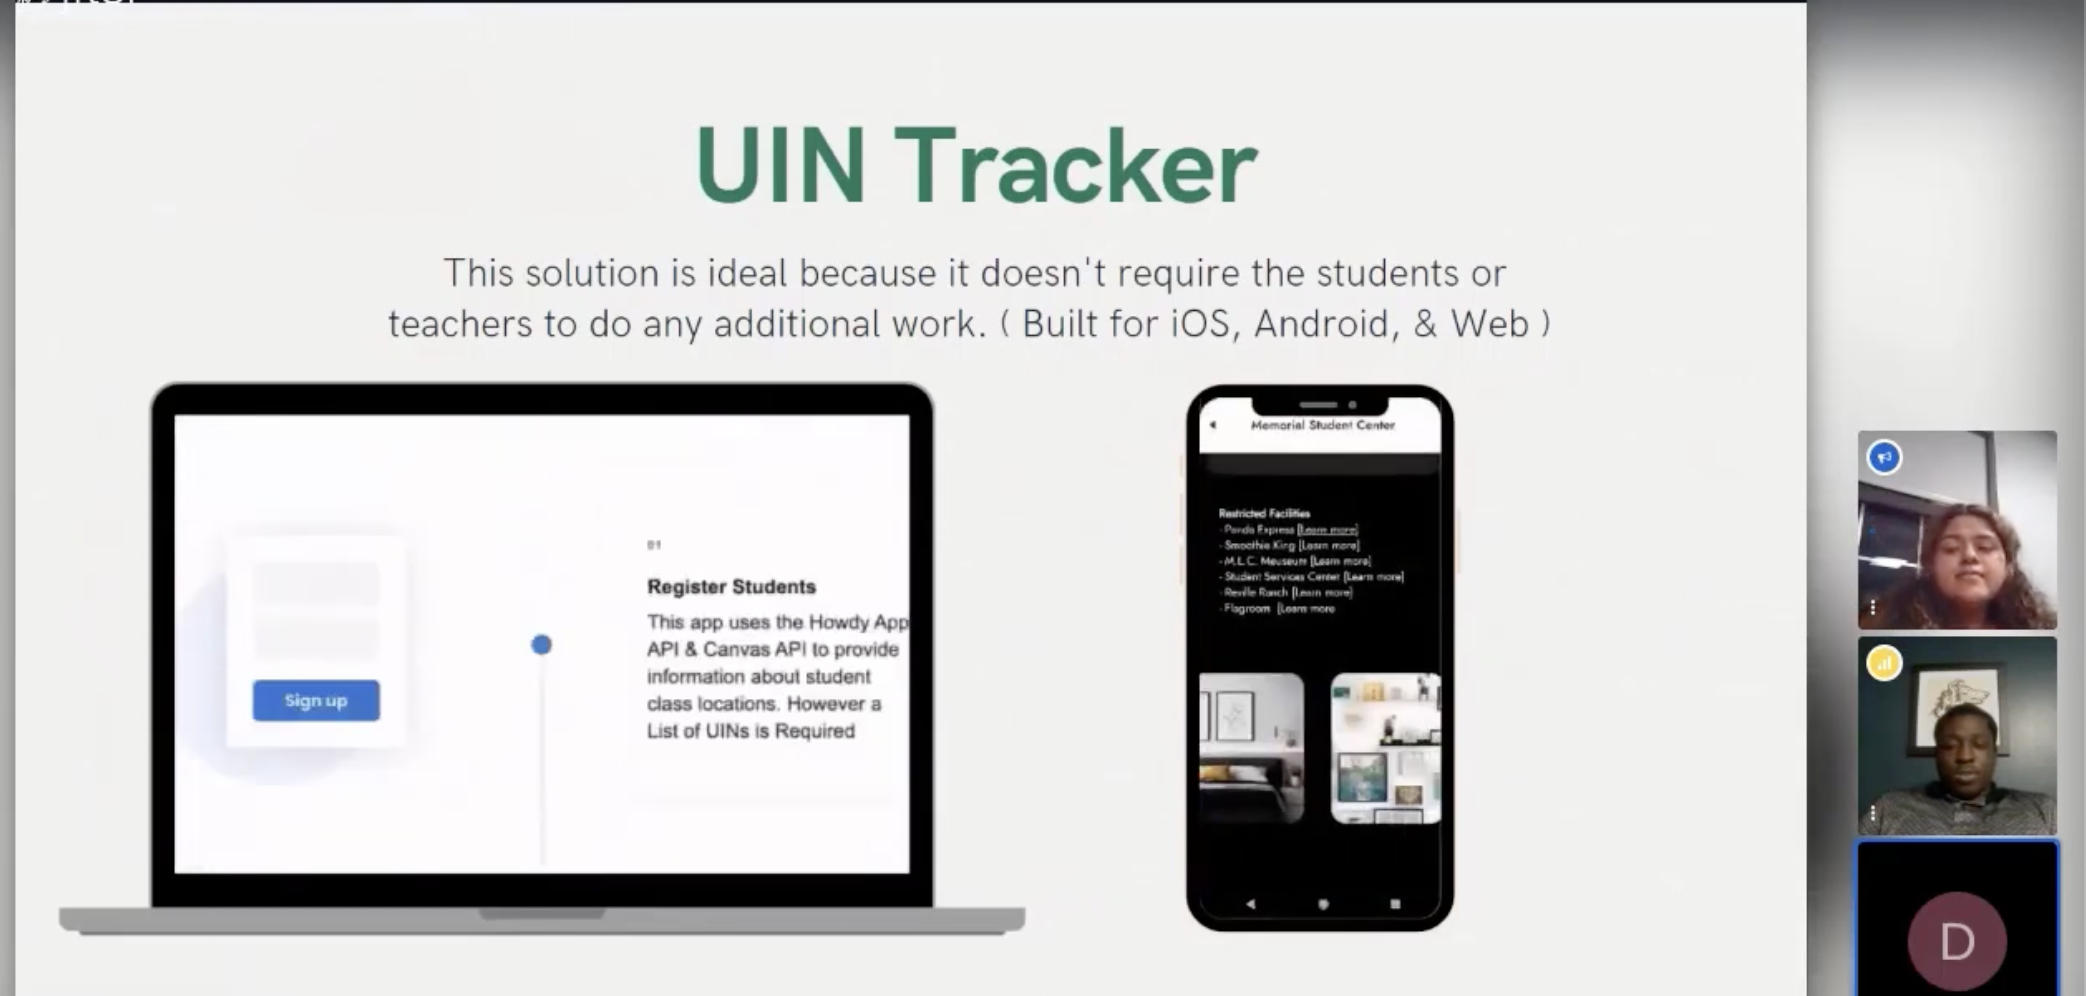 UIN Tracker
This solution is ideal because it doesn't require the students or
teachers to do any additional work. ( Built for iOS, Android, & Web )
Sign up
01
Register Students
This app uses the Howdy App
API & Canvas API to provide
information about student
class locations. However a
List of UINs is Required
Memorial Student Center
Restricted Facilities
- Panda Express [Learn more]
- Smoothie King [Learn more]
- M.L.C. Meuseum [Learn more]
- Student Services Center [Learn more]
- Reville Ranch [Learn more]
- Flagroom [Learn more
D